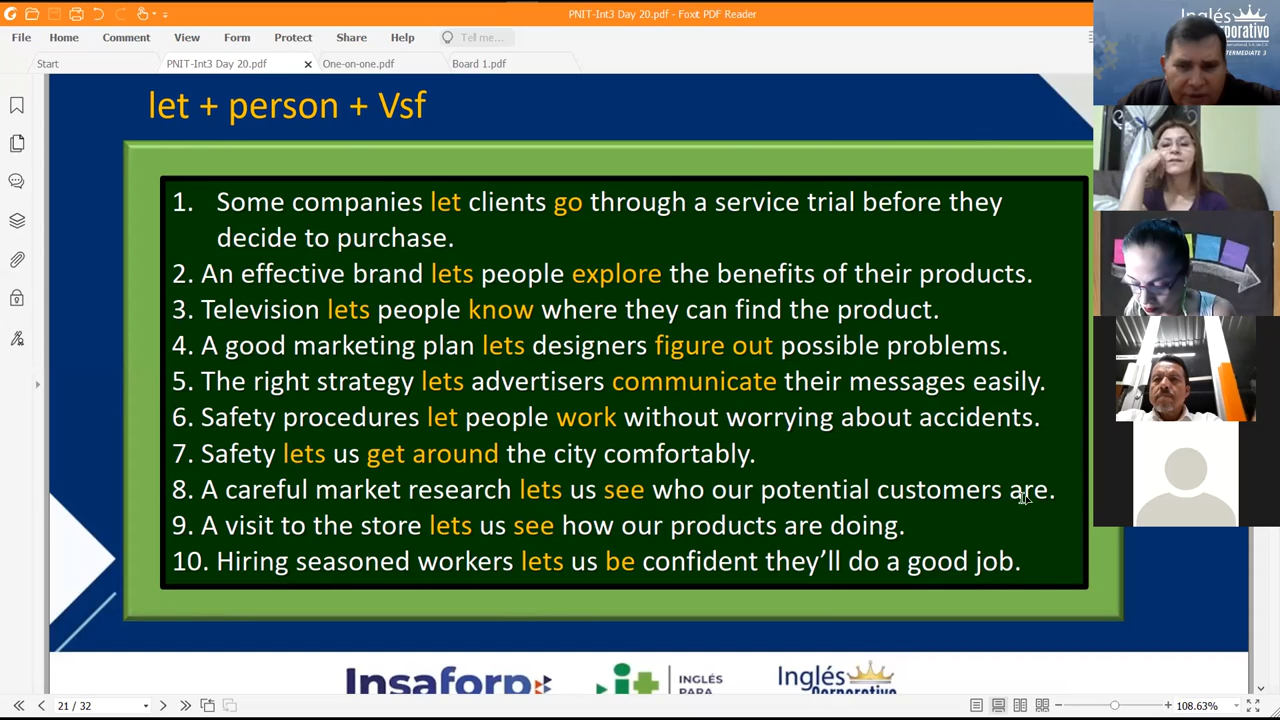 PNIT-Int3 Day 20.pdf - Foxit PDF Reader
File Home Comment View Form Protect Share Help Tell me...
Start PNIT-Int3 Day 20.pdf One-on-one.pdf Board 1.pdf
let + person + Vsf
1. Some companies let clients go through a service trial before they
decide to purchase.
2. An effective brand lets people explore the benefits of their products.
3. Television lets people know where they can find the product.
4. A good marketing plan lets designers figure out possible problems.
5. The right strategy lets advertisers communicate their messages easily.
6. Safety procedures let people work without worrying about accidents.
7. Safety lets us get around the city comfortably.
8. A careful market research lets us see who our potential customers are.
9. A visit to the store lets us see how our products are doing.
10. Hiring seasoned workers lets us be confident they'll do a good job.
Insaforp
INGLÉS
PARA
Inglés
Corporativo
21 / 32
108.63%
Inglés
Corporativo
INTERMEDIATE 3